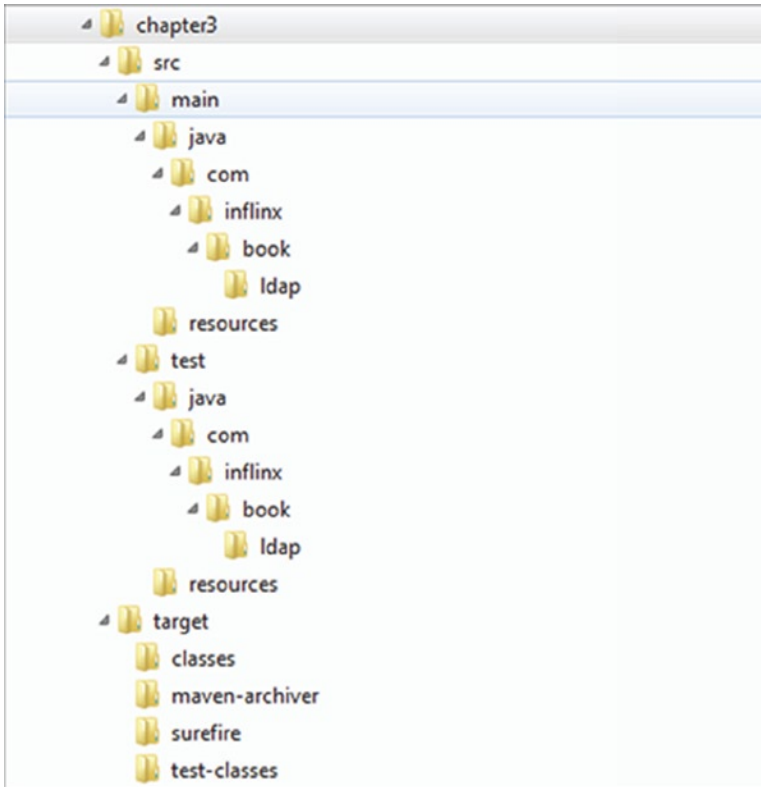 chapter3
src
main
java
com
inflinx
book
ldap
resources
test
java
com
inflinx
book
ldap
resources
target
classes
maven-archiver
surefire
test-classes